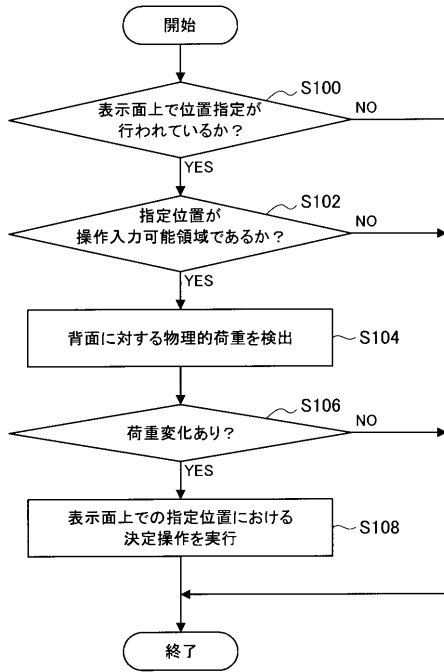 開始
S100
表示面上で位置指定が
行われているか？
NO
YES
S102
指定位置が
操作入力可能領域であるか？
NO
YES
背面に対する物理的荷重を検出
S104
S106
荷重変化あり？
NO
YES
表示面上での指定位置における
決定操作を実行
S108
終了